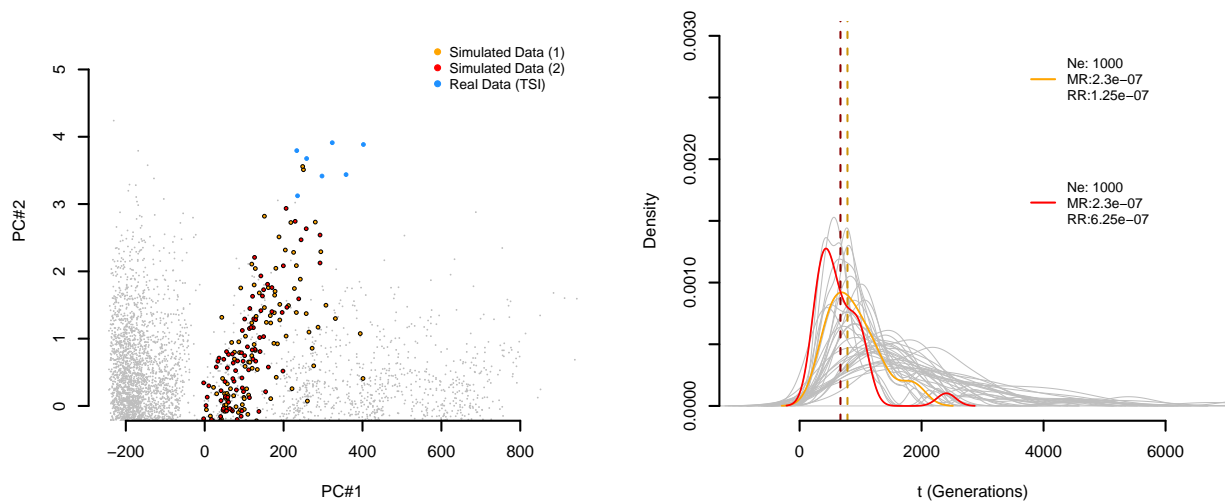 Simulated Data (1)
Simulated Data (2)
Real Data (TSI)
5
4
3
2
1
0
PC#2
−200
0
200
400
600
800
PC#1
0.0030
0.0020
0.0010
0.0000
Density
Ne: 1000
MR:2.3e−07
RR:1.25e−07
Ne: 1000
MR:2.3e−07
RR:6.25e−07
0
2000
4000
6000
t (Generations)